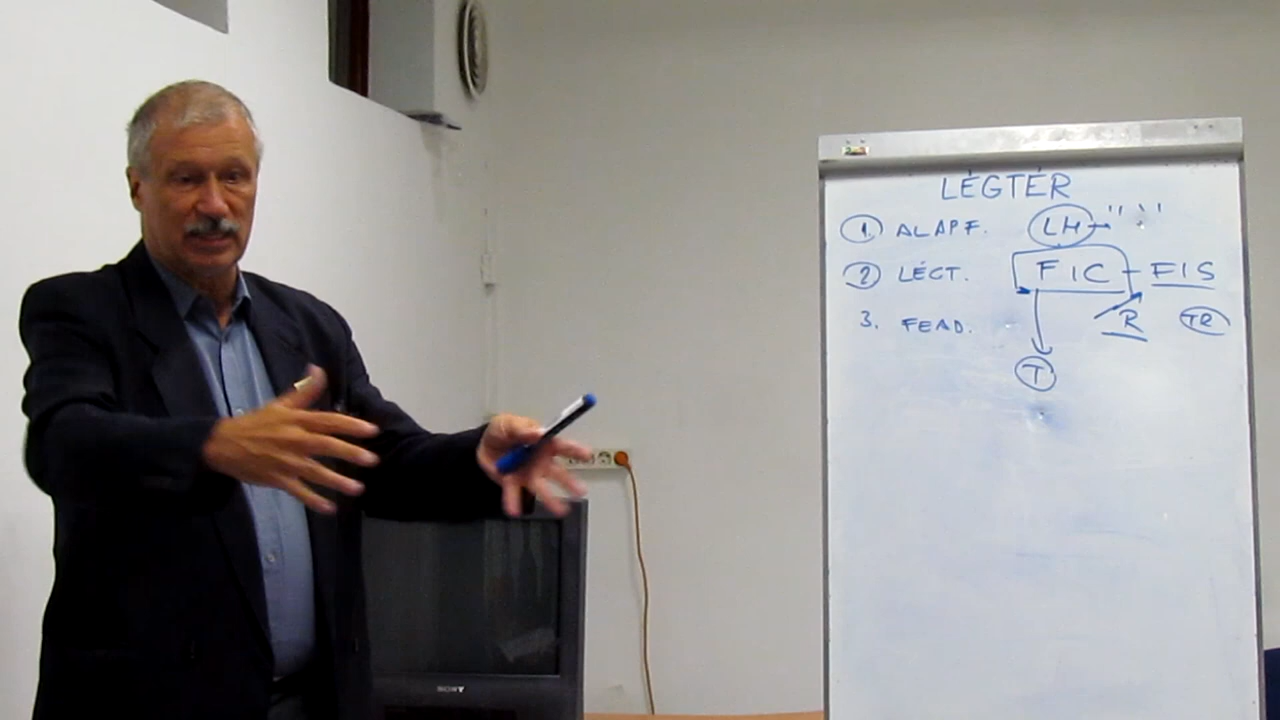 LÉGTÉR
1. ALAPF. LH - " "
2 LÉGT. FIC - FIS
3. FEAD. R TR
T
SONY